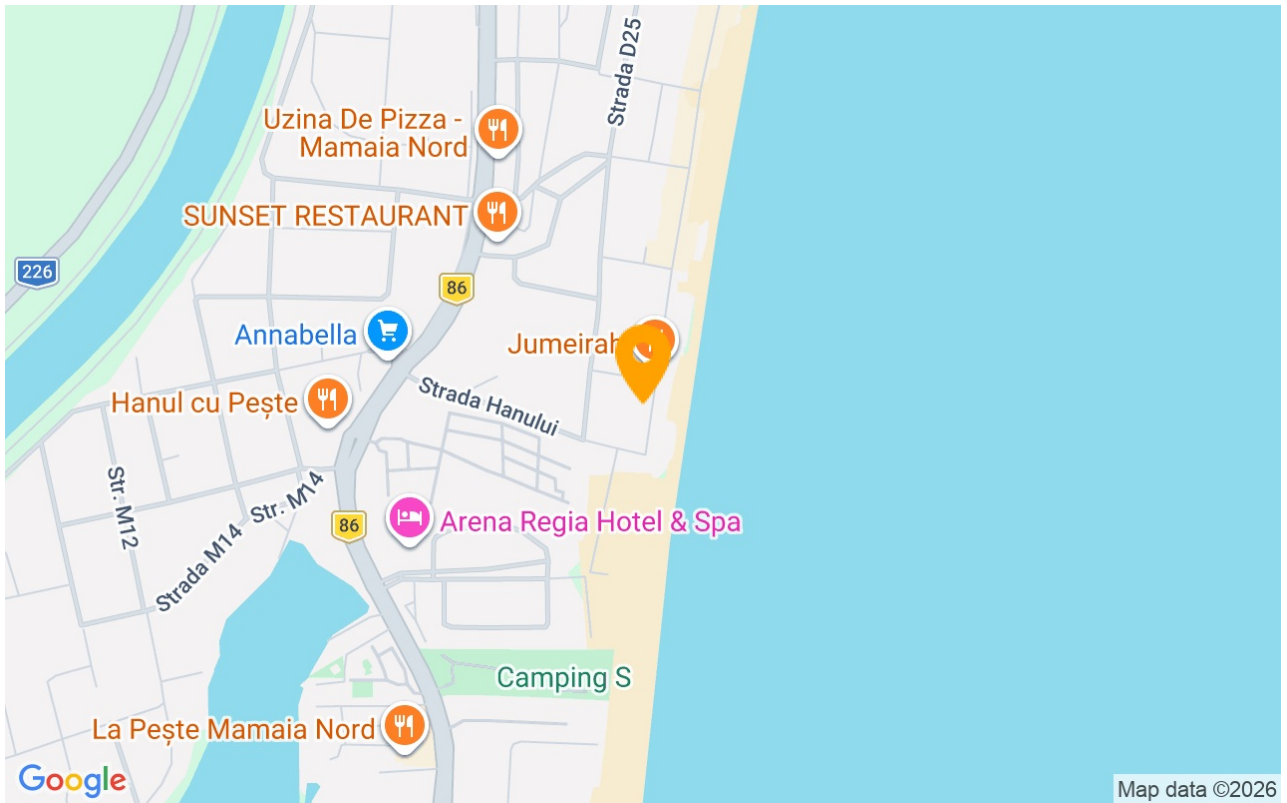 Strada D25
Uzina De Pizza -
Mamaia Nord
SUNSET RESTAURANT
226
86
Annabella
Jumeirah
Hanul cu Pește
Strada Hanului
Str. M12
Strada M14
Str. M14
86
Arena Regia Hotel & Spa
Camping S
La Pește Mamaia Nord
Google
Map data ©2026